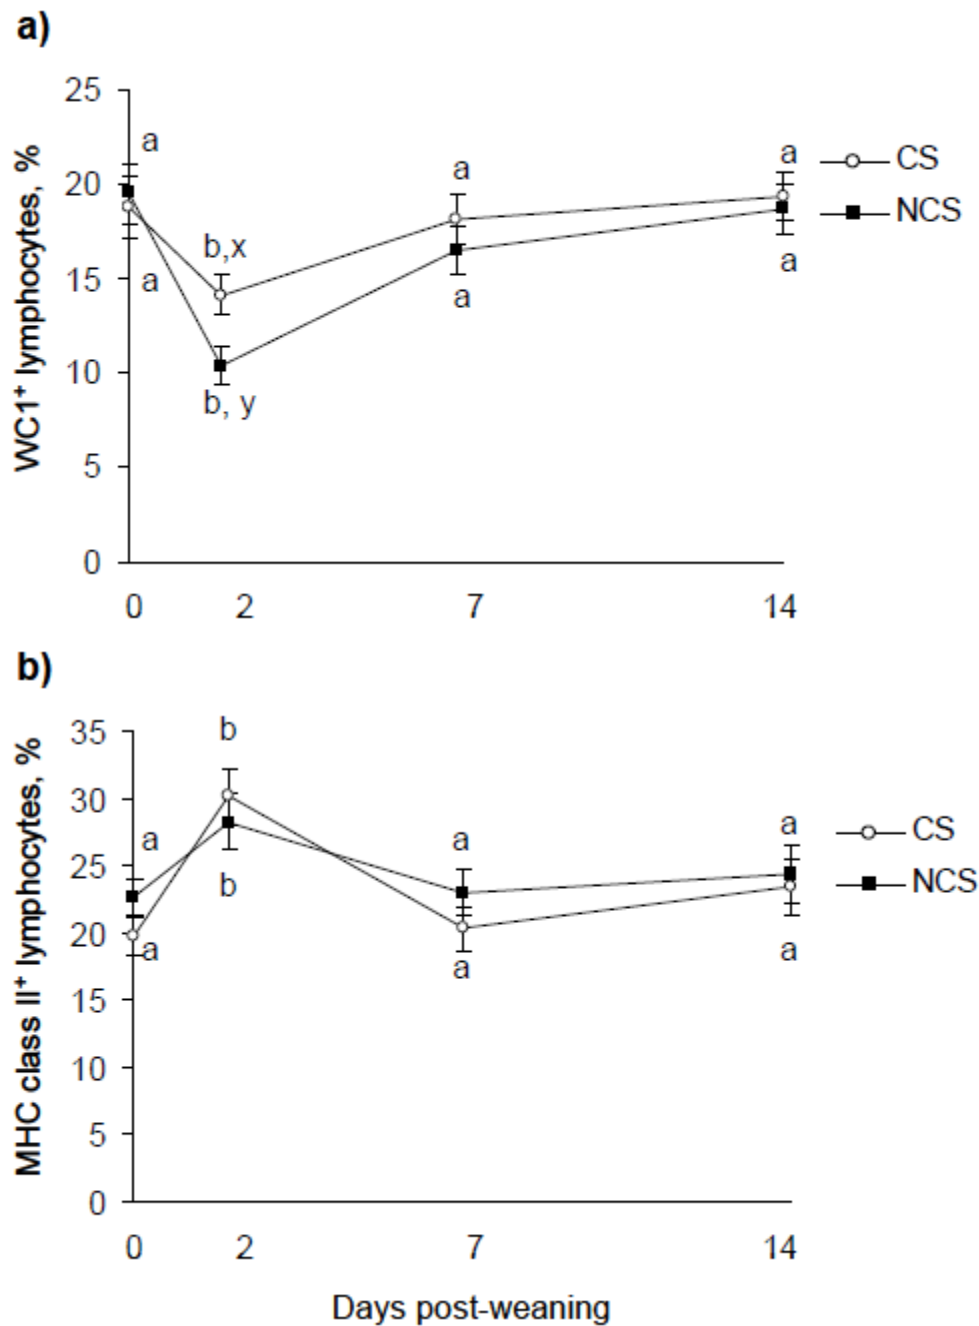 a)
WC1+ lymphocytes, %
25
20
15
10
5
0
a
a
b,x
b, y
a
a
a
a
CS
NCS
0 2 7 14
b)
MHC class II+ lymphocytes, %
35
30
25
20
15
10
5
0
a
a
b
b
a
a
a
a
CS
NCS
0 2 7 14
Days post-weaning